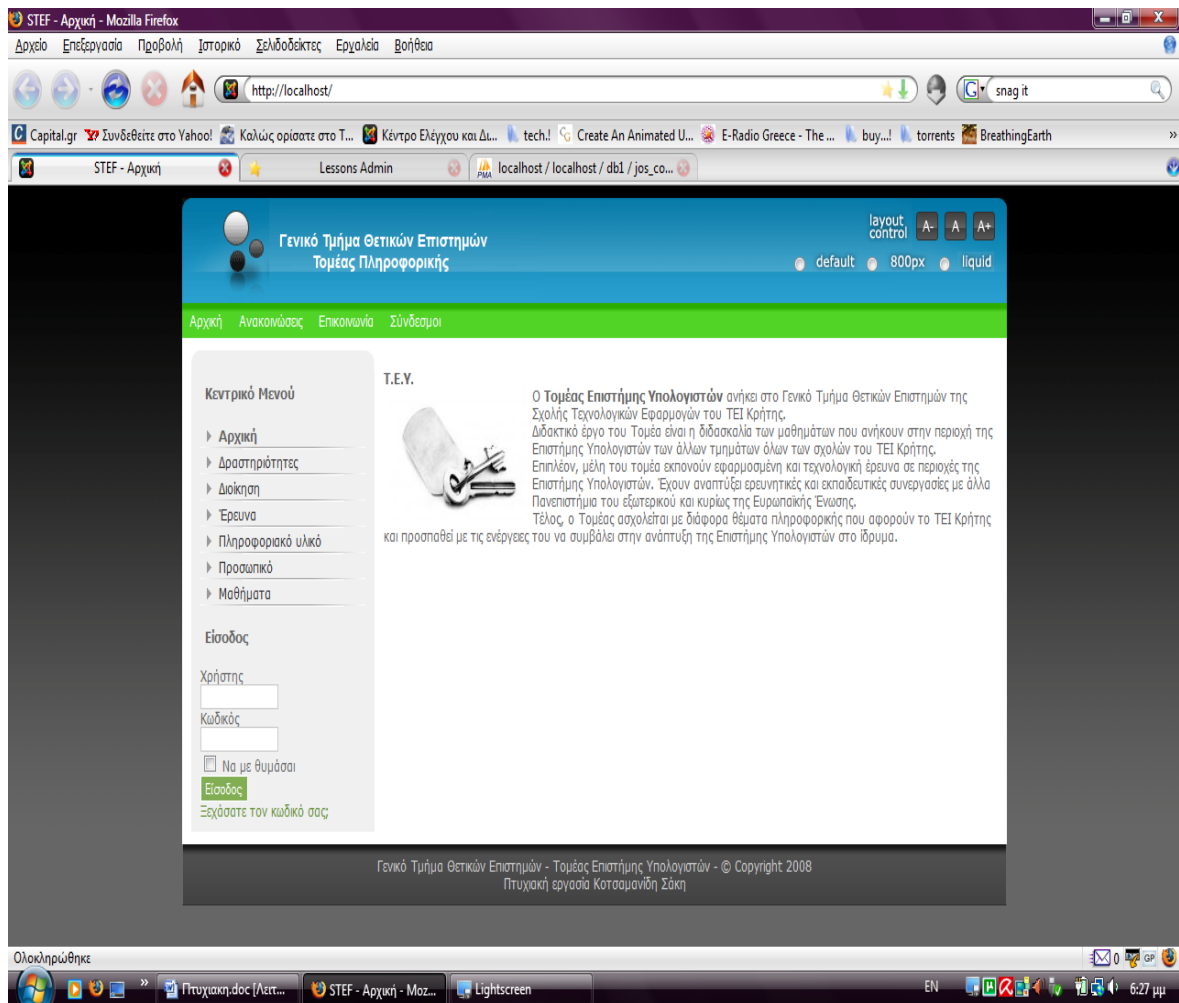 STEF - Αρχική - Mozilla Firefox
Αρχείο Επεξεργασία Προβολή Ιστορικό Σελιδοδείκτες Εργαλεία Βοήθεια
http://localhost/
G snag it
Capital.gr Συνδεθείτε στο Yahoo! Καλώς ορίσατε στο Τ... Κέντρο Ελέγχου και Δι... tech.! Create An Animated U... E-Radio Greece - The ... buy...! torrents BreathingEarth »
STEF - Αρχική Lessons Admin localhost / localhost / db1 / jos_co...
Γενικό Τμήμα Θετικών Επιστημών
Τομέας Πληροφορικής
layout control A- A A+
default 800px liquid
Αρχική Ανακοινώσεις Επικοινωνία Σύνδεσμοι
Κεντρικό Μενού
Αρχική
Δραστηριότητες
Διοίκηση
Έρευνα
Πληροφοριακό υλικό
Προσωπικό
Μαθήματα
Είσοδος
Χρήστης
Κωδικός
Να με θυμάσαι
Είσοδος
Ξεχάσατε τον κωδικό σας;
Τ.Ε.Υ.
Ο Τομέας Επιστήμης Υπολογιστών ανήκει στο Γενικό Τμήμα Θετικών Επιστημών της
Σχολής Τεχνολογικών Εφαρμογών του ΤΕΙ Κρήτης.
Διδακτικό έργο του Τομέα είναι η διδασκαλία των μαθημάτων που ανήκουν στην περιοχή της
Επιστήμης Υπολογιστών των άλλων τμημάτων όλων των σχολών του ΤΕΙ Κρήτης.
Επιπλέον, μέλη του τομέα εκπονούν εφαρμοσμένη και τεχνολογική έρευνα σε περιοχές της
Επιστήμης Υπολογιστών. Έχουν αναπτύξει ερευνητικές και εκπαιδευτικές συνεργασίες με άλλα
Πανεπιστήμια του εξωτερικού και κυρίως της Ευρωπαϊκής Ένωσης.
Τέλος, ο Τομέας ασχολείται με διάφορα θέματα πληροφορικής που αφορούν το ΤΕΙ Κρήτης
και προσπαθεί με τις ενέργειες του να συμβάλει στην ανάπτυξη της Επιστήμης Υπολογιστών στο ίδρυμα.
Γενικό Τμήμα Θετικών Επιστημών - Τομέας Επιστήμης Υπολογιστών - © Copyright 2008
Πτυχιακή εργασία Κοτσαμανίδη Σάκη
Ολοκληρώθηκε
0 GP
» Πτυχιακη.doc [Λειτ... STEF - Αρχική - Moz... Lightscreen EN 6:27 μμ